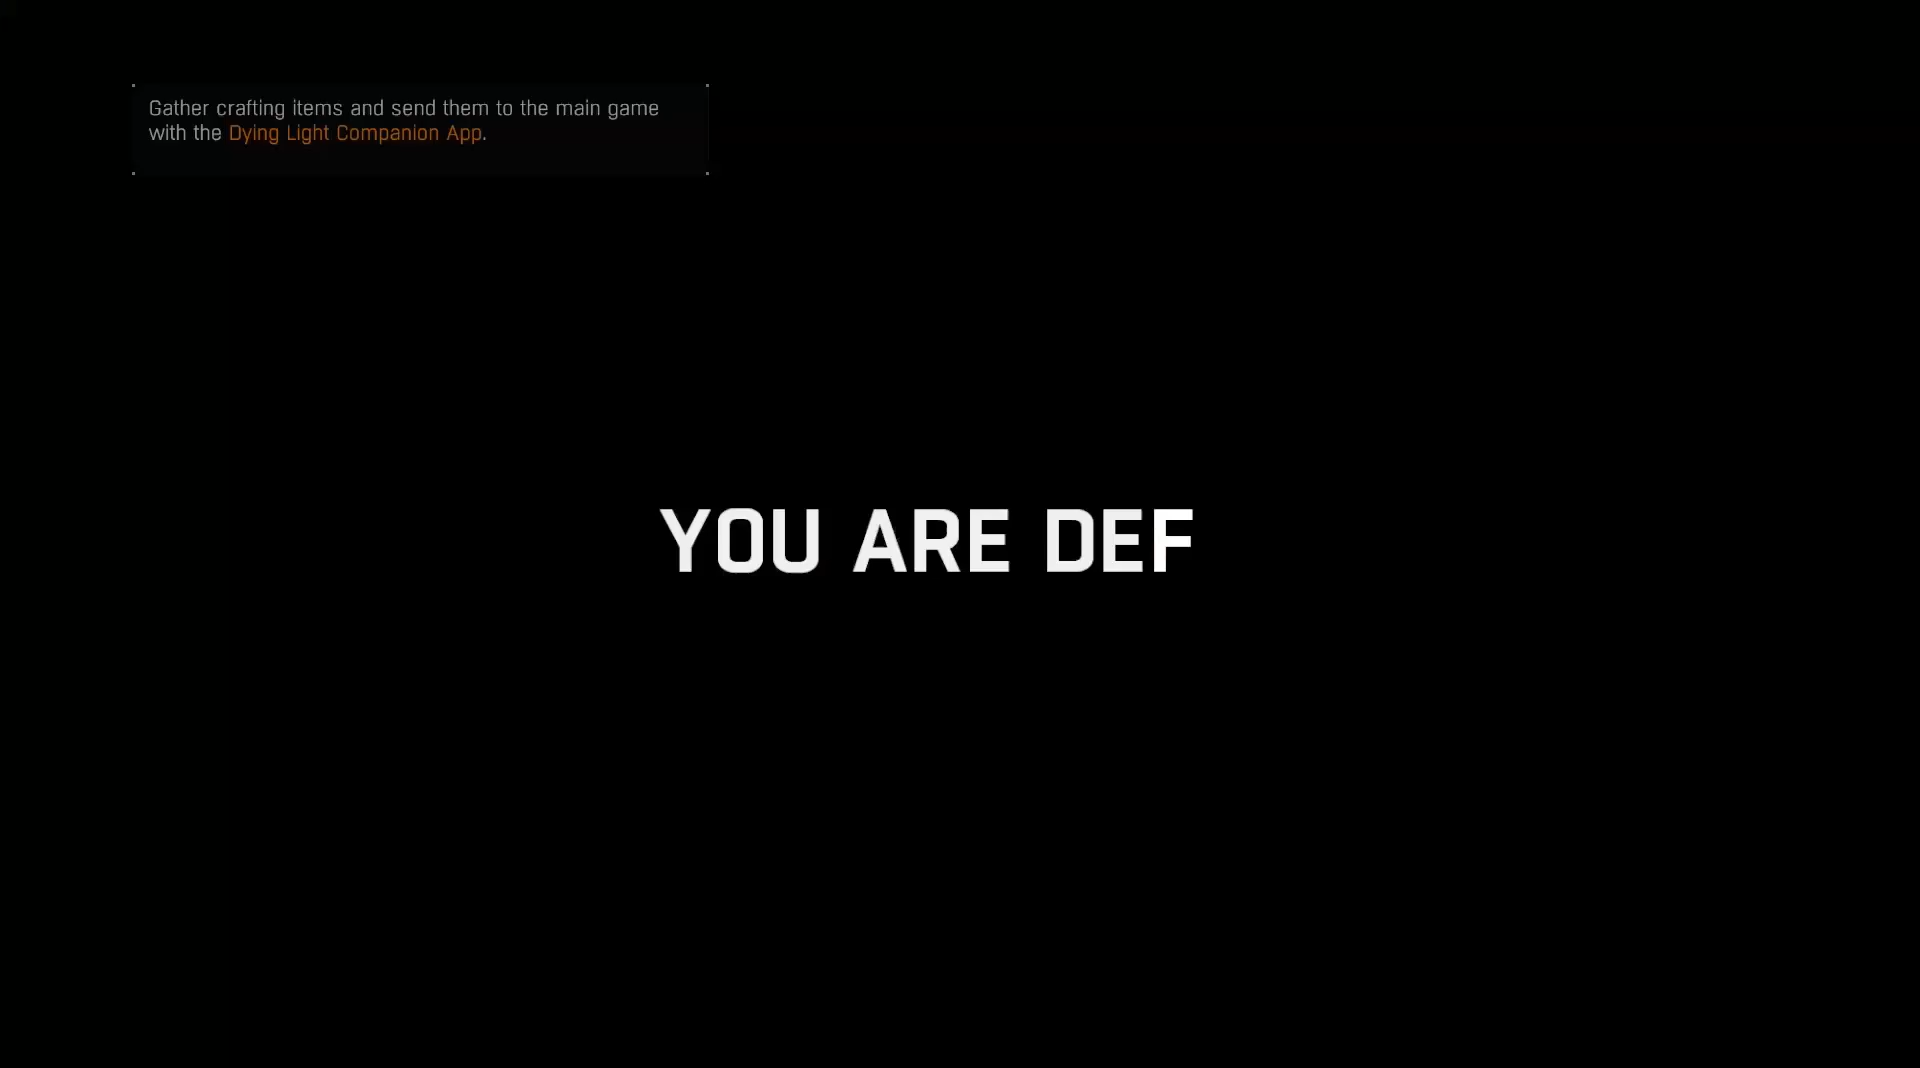 Gather crafting items and send them to the main game
with the Dying Light Companion App.
YOU ARE DEF